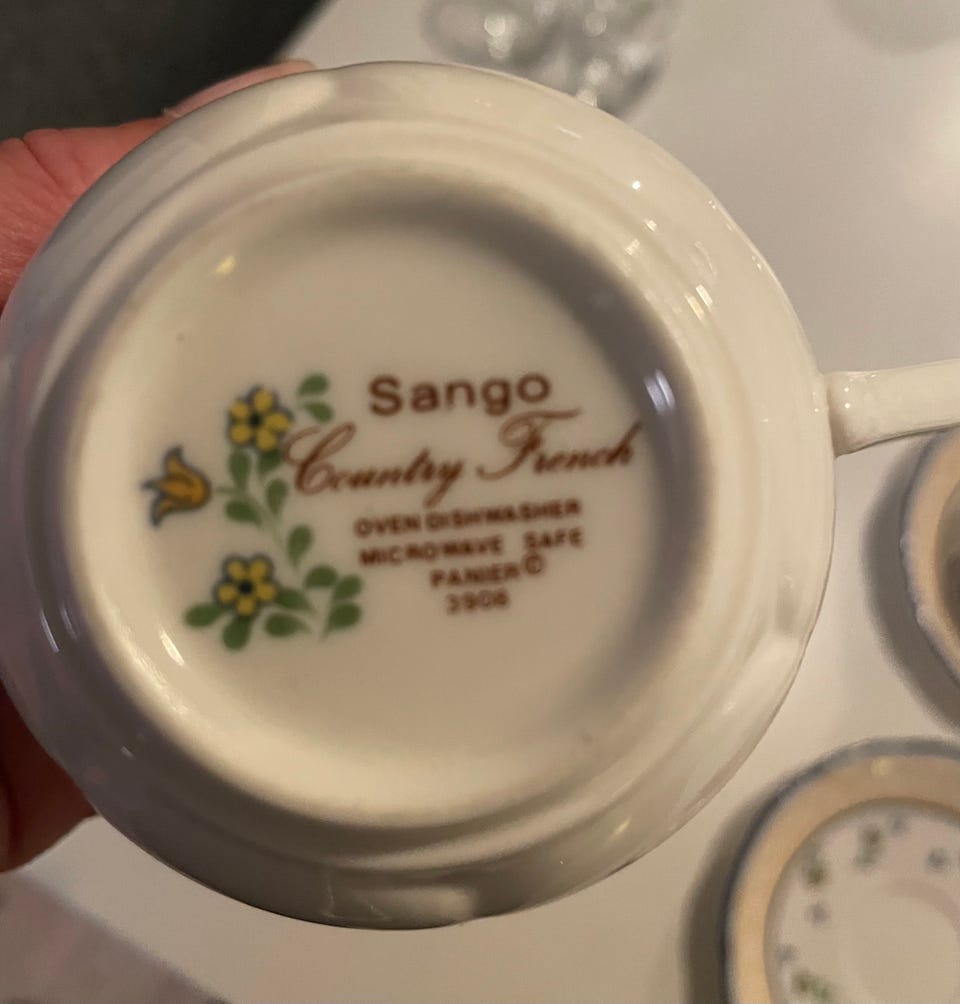 Sango
Country French
OVEN DISHWASHER
MICROWAVE SAFE
PANIER©
3906